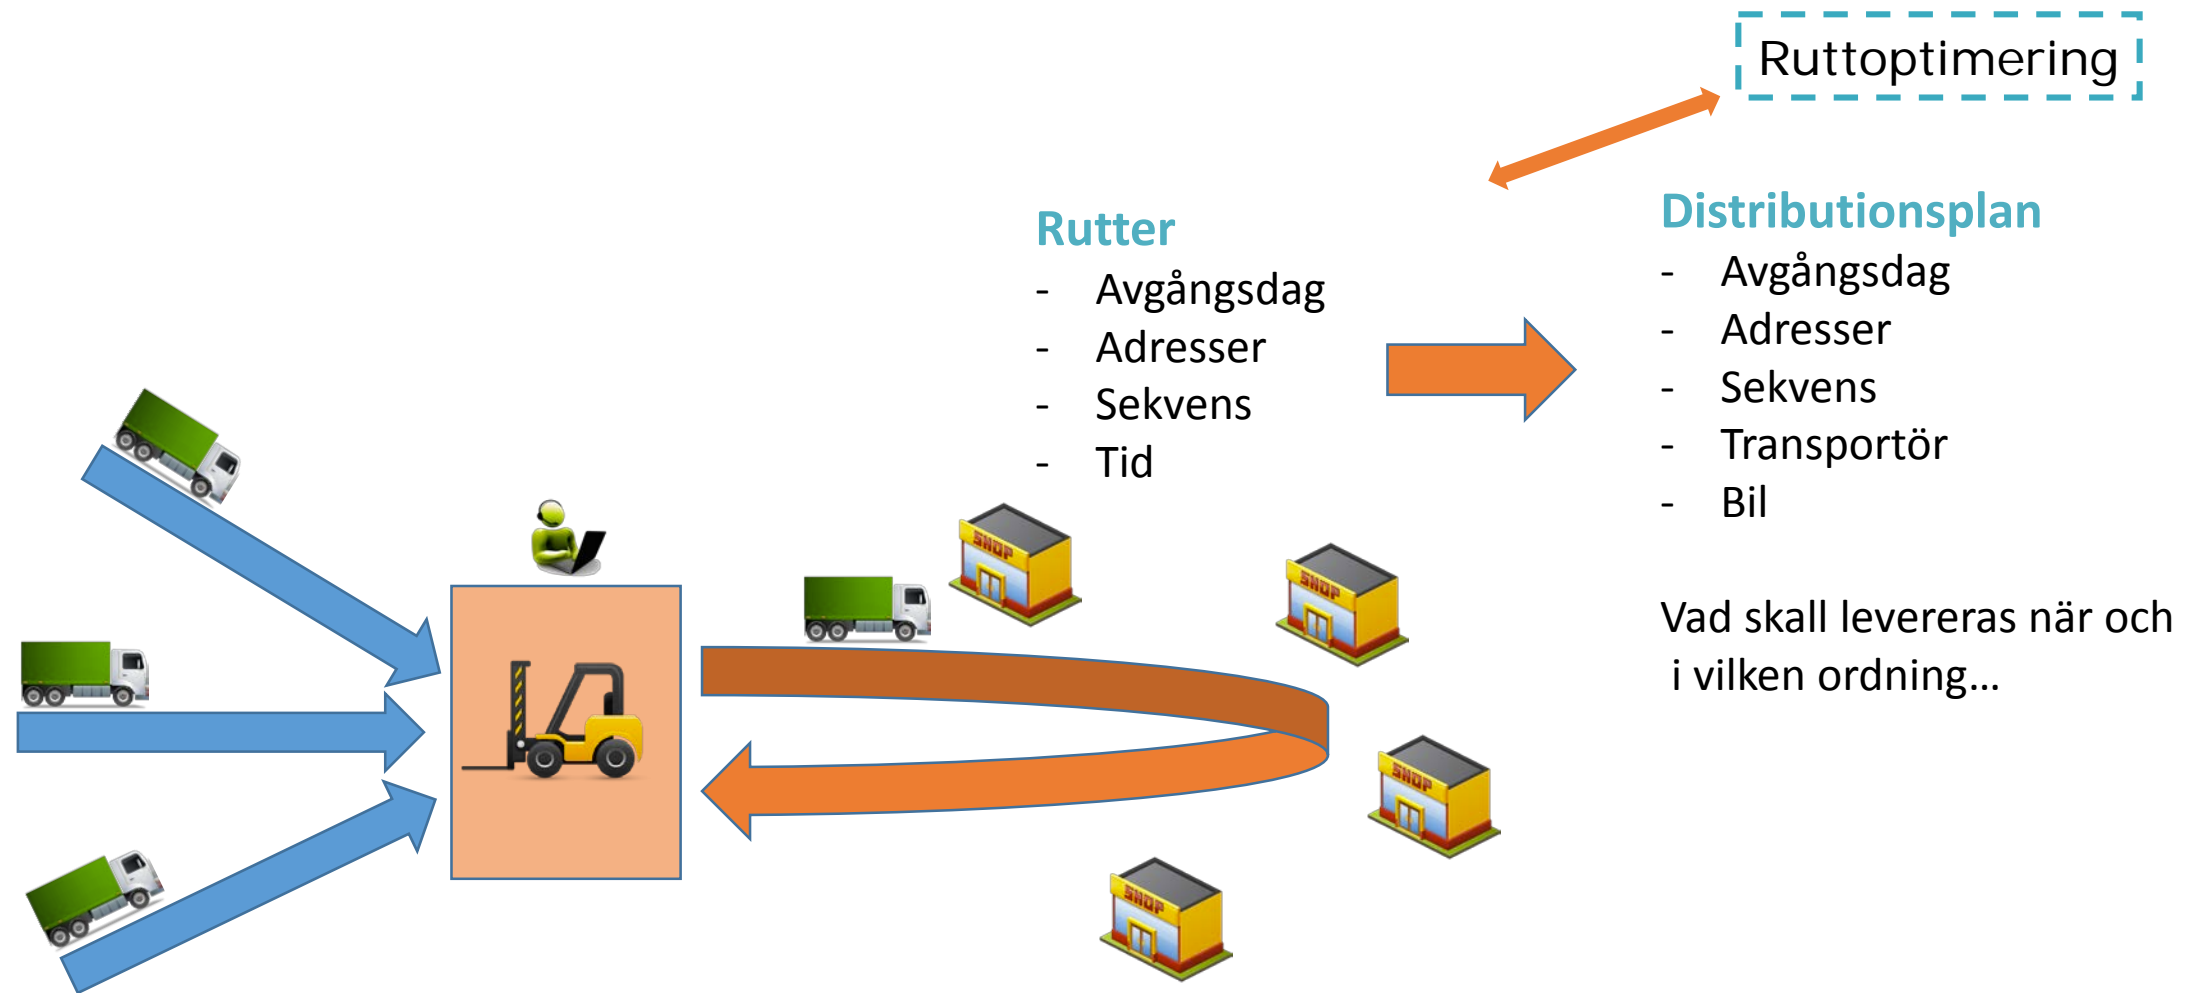 Ruttoptimering
Rutter
- Avgångsdag
- Adresser
- Sekvens
- Tid
Distributionsplan
- Avgångsdag
- Adresser
- Sekvens
- Transportör
- Bil
Vad skall levereras när och
i vilken ordning...
SHOP
SHOP
SHOP
SHOP